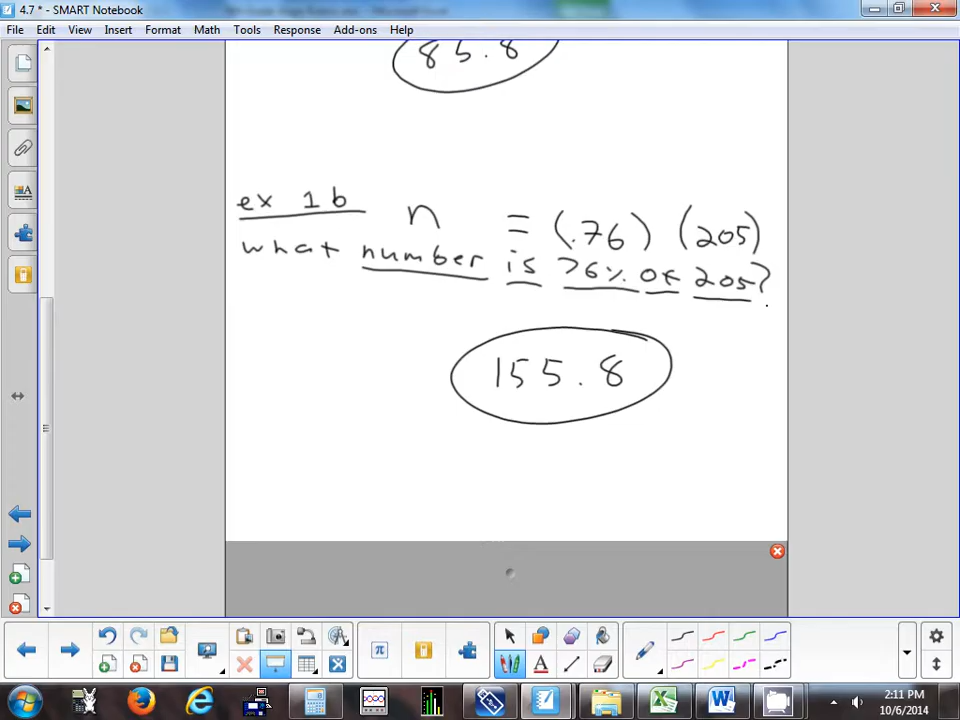 4.7 * - SMART Notebook
File Edit View Insert Format Math Tools Response Add-ons Help
85.8
ex 1b n = (.76) (205)
what number is 76% of 205?
155.8
2:11 PM
10/6/2014